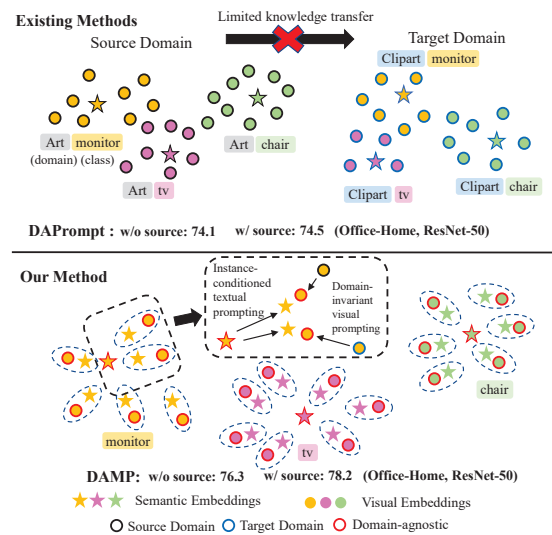 Existing Methods
Limited knowledge transfer
Source Domain
Target Domain
Clipart monitor
Art monitor
(domain) (class)
Art chair
Art tv
Clipart tv
Clipart chair
DAPrompt : w/o source: 74.1 w/ source: 74.5 (Office-Home, ResNet-50)
Our Method
Instance-
conditioned
textual
prompting
Domain-
invariant
visual
prompting
monitor
tv
chair
DAMP: w/o source: 76.3 w/ source: 78.2 (Office-Home, ResNet-50)
Semantic Embeddings Visual Embeddings
Source Domain Target Domain Domain-agnostic